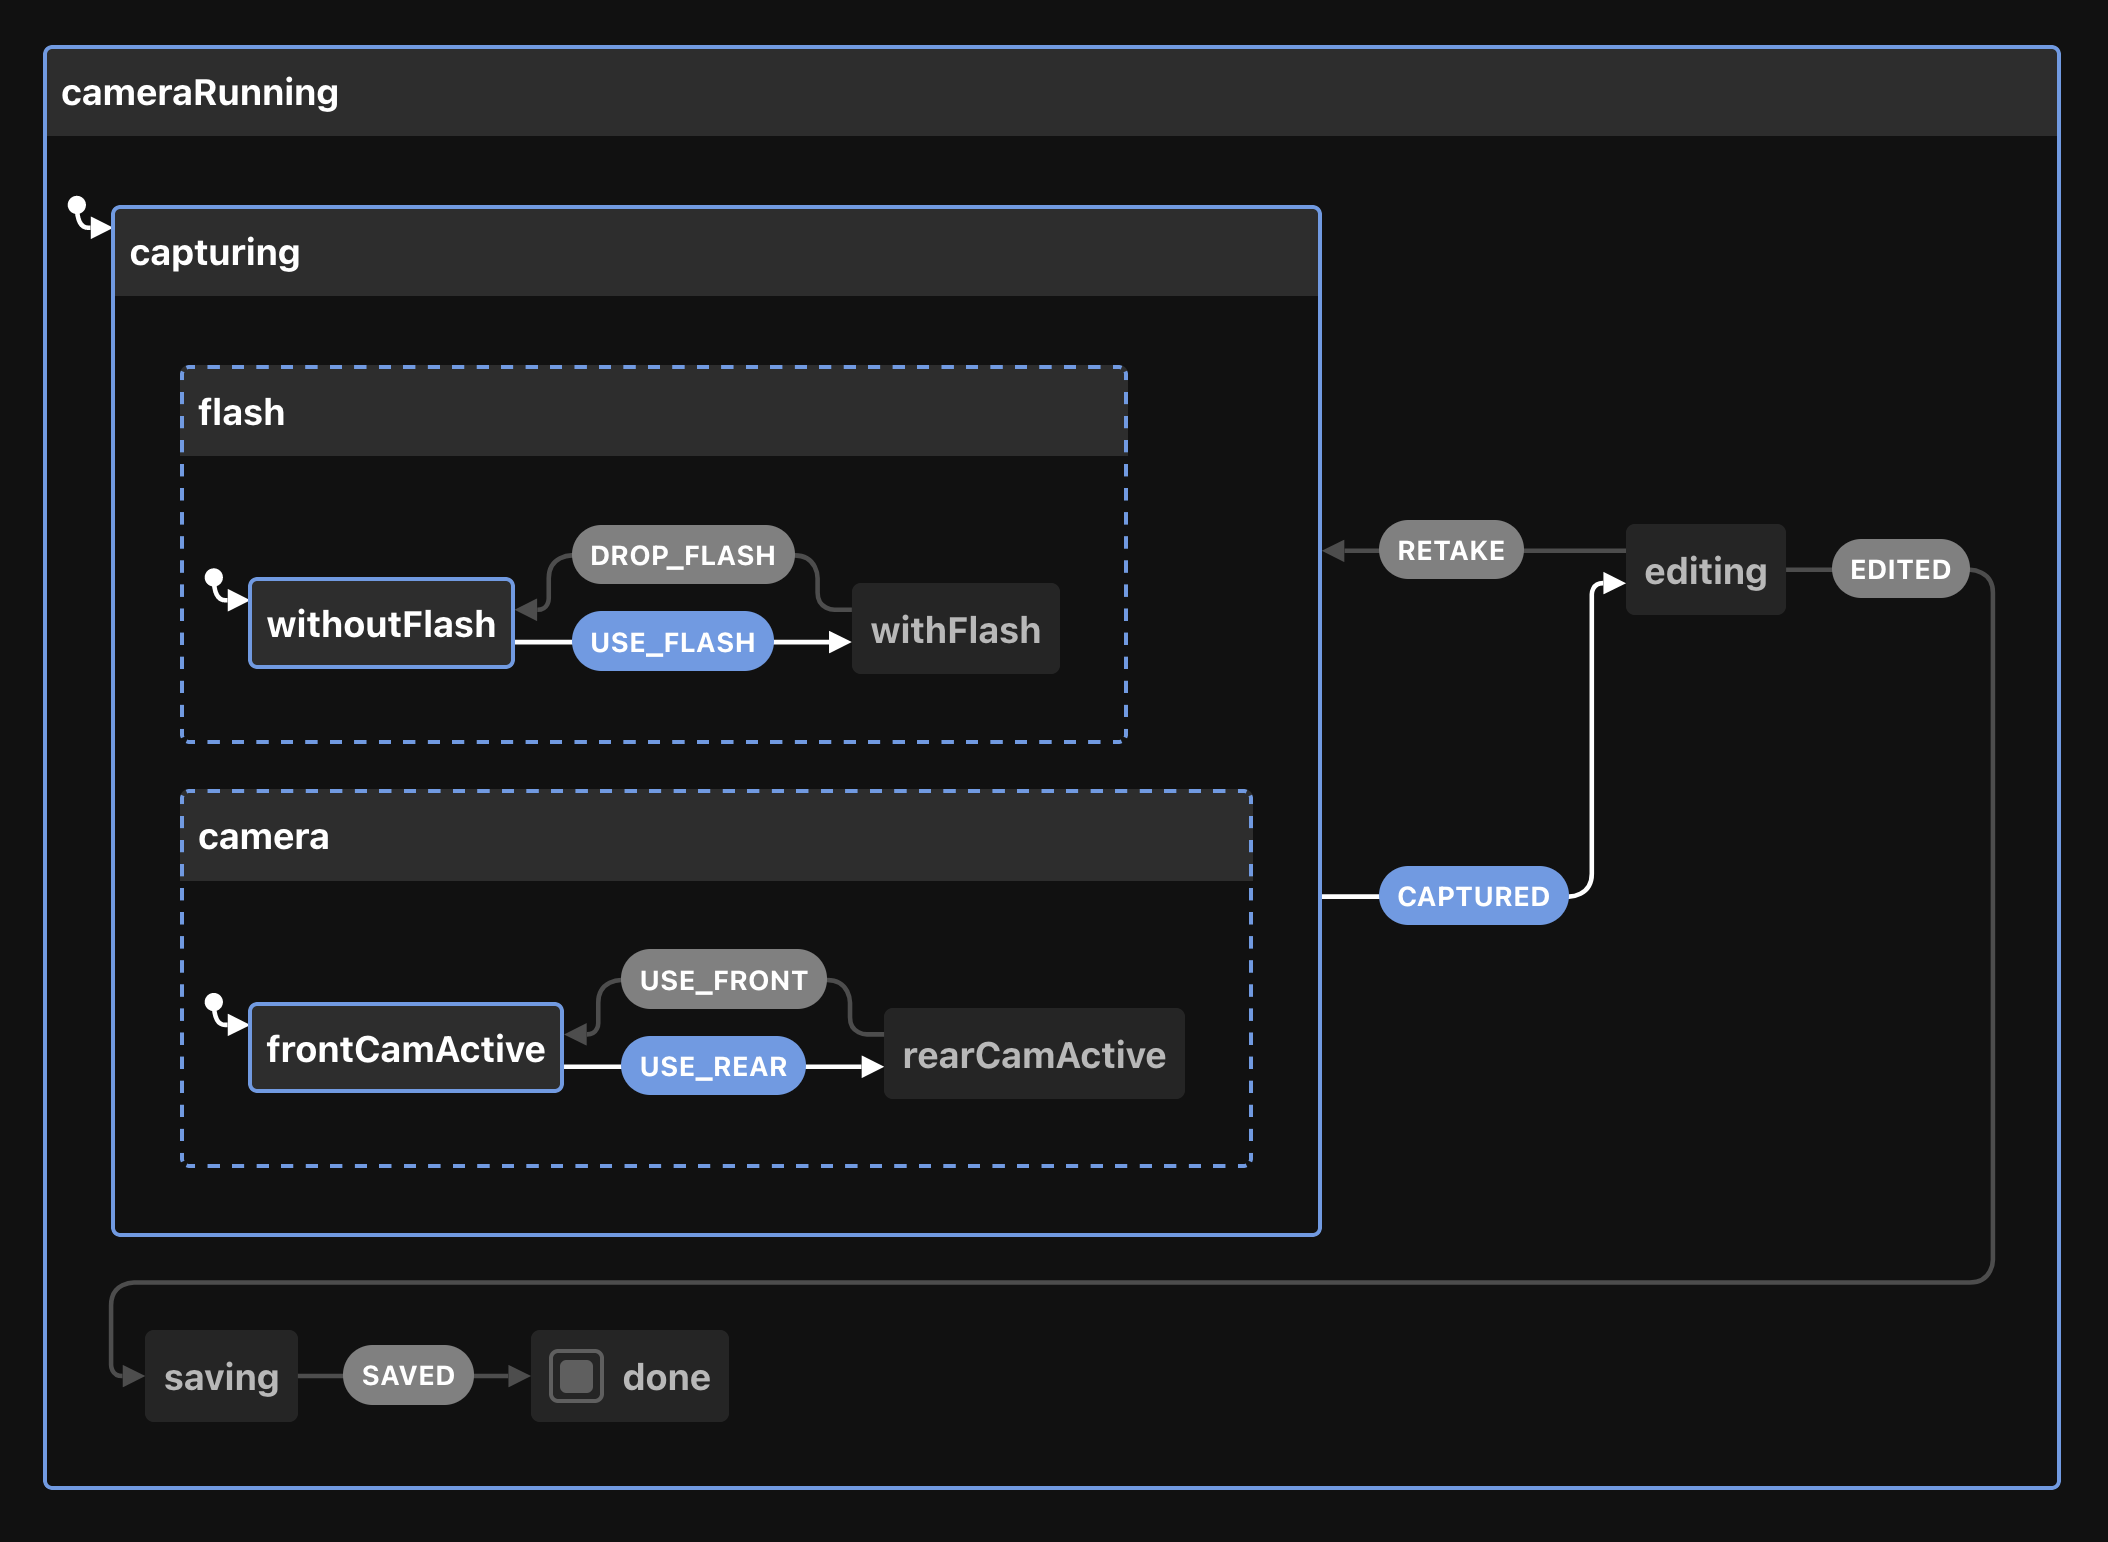 cameraRunning
capturing
flash
DROP_FLASH
withoutFlash
USE_FLASH
withFlash
RETAKE
editing
EDITED
camera
CAPTURED
USE_FRONT
frontCamActive
USE_REAR
rearCamActive
saving
SAVED
done